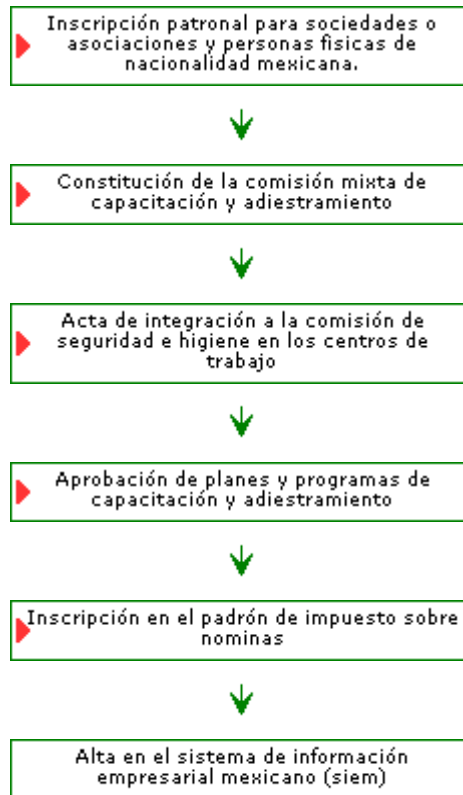 Inscripción patronal para sociedades o
asociaciones y personas fisicas de
nacionalidad mexicana.
Constitución de la comisión mixta de
capacitación y adiestramiento
Acta de integración a la comisión de
seguridad e higiene en los centros de
trabajo
Aprobación de planes y programas de
capacitación y adiestramiento
Inscripción en el padrón de impuesto sobre
nominas
Alta en el sistema de información
empresarial mexicano (siem)